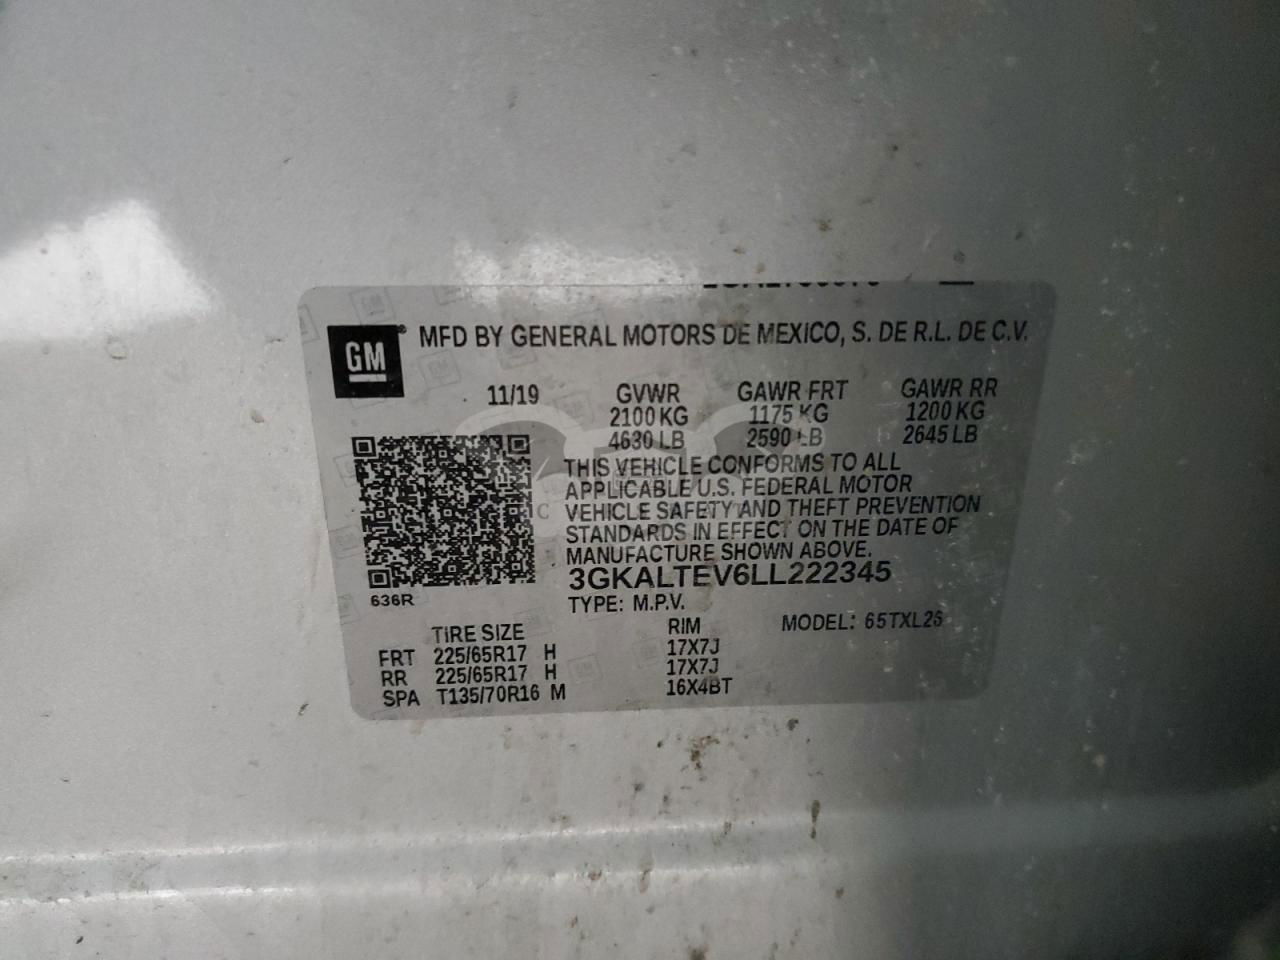 GM
MFD BY GENERAL MOTORS DE MEXICO, S. DE R.L. DE C.V.
11/19 GVWR GAWR FRT GAWR RR
2100 KG 1175 KG 1200 KG
4630 LB 2590 LB 2645 LB
THIS VEHICLE CONFORMS TO ALL
APPLICABLE U.S. FEDERAL MOTOR
VEHICLE SAFETY AND THEFT PREVENTION
STANDARDS IN EFFECT ON THE DATE OF
MANUFACTURE SHOWN ABOVE.
3GKALTEV6LL222345
636R
TYPE: M.P.V. MODEL: 65TXL26
TIRE SIZE RIM
FRT 225/65R17 H 17X7J
RR 225/65R17 H 17X7J
SPA T135/70R16 M 16X4BT